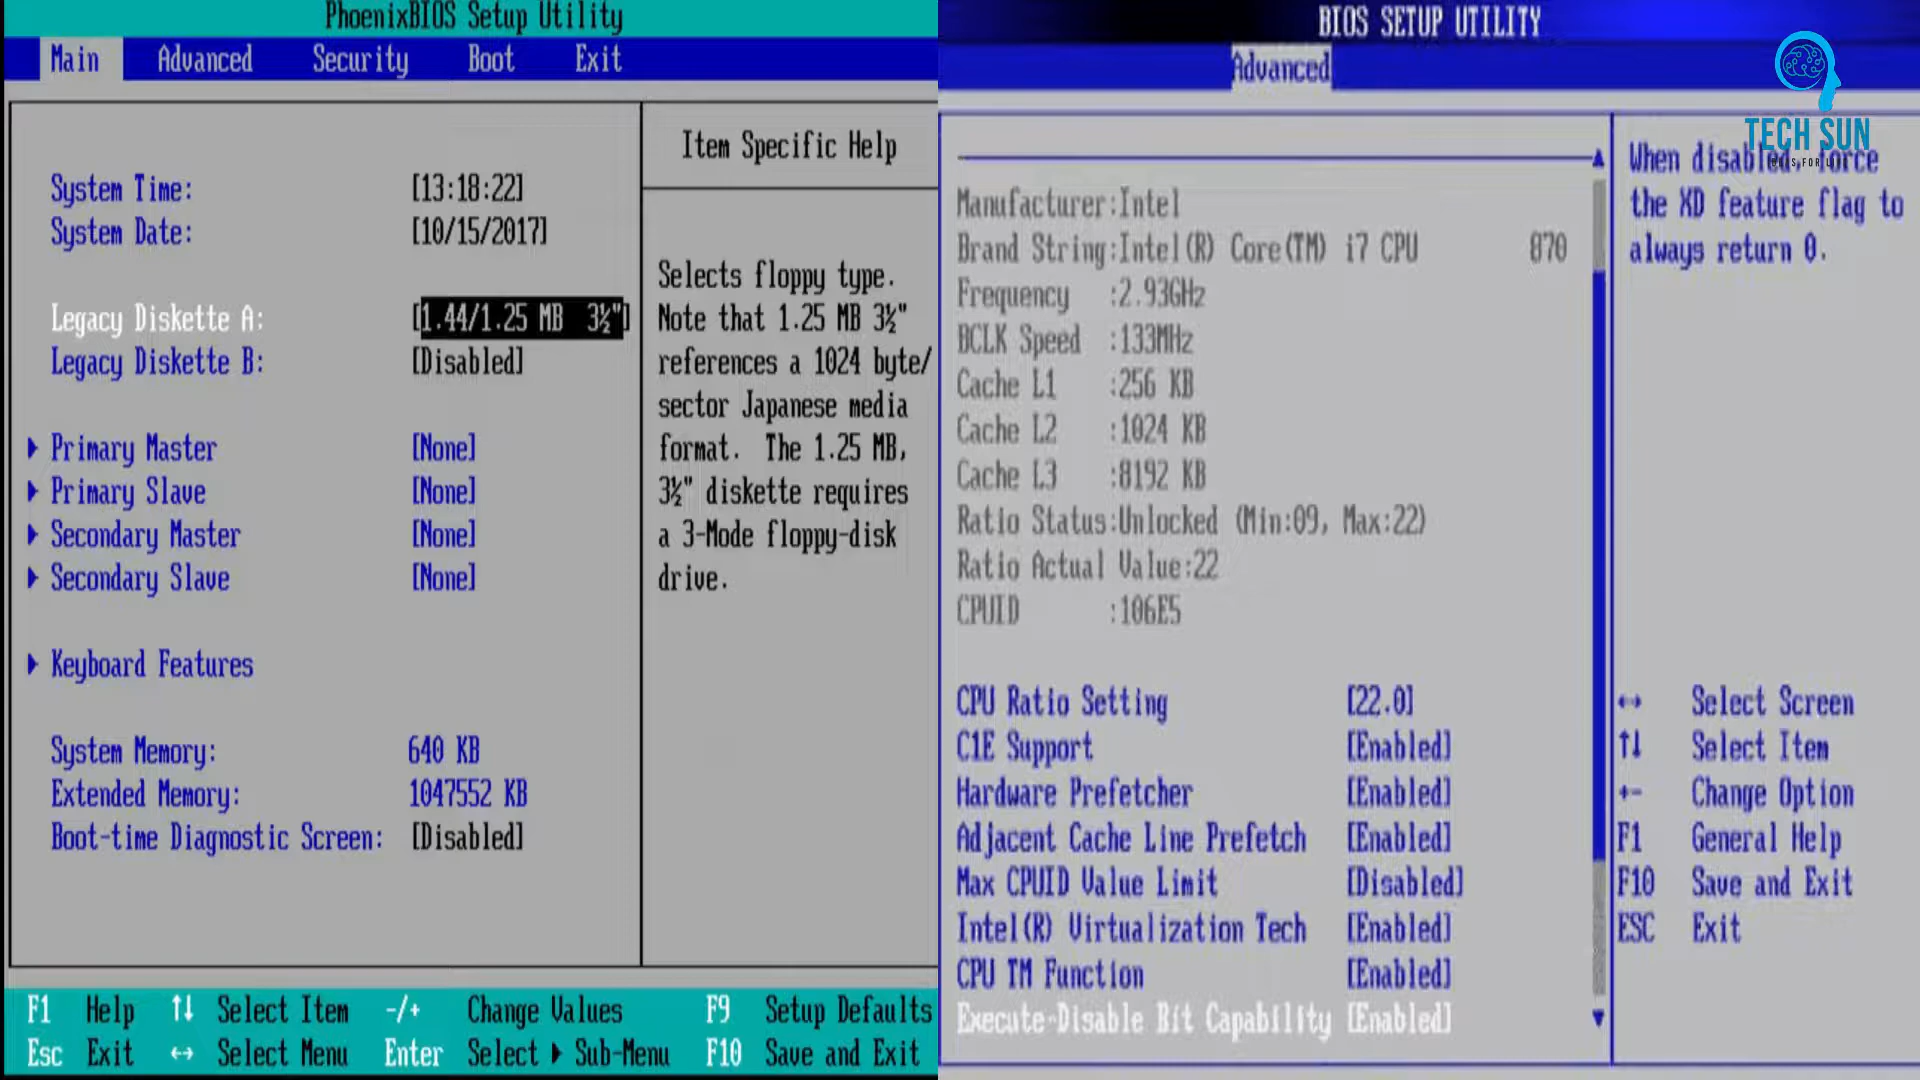 PhoenixBIOS Setup Utility
Main Advanced Security Boot Exit
System Time: [13:18:22]
System Date: [10/15/2017]
Legacy Diskette A: [1.44/1.25 MB 3½"]
Legacy Diskette B: [Disabled]
Primary Master [None]
Primary Slave [None]
Secondary Master [None]
Secondary Slave [None]
Keyboard Features
System Memory: 640 KB
Extended Memory: 1047552 KB
Boot-time Diagnostic Screen: [Disabled]
Item Specific Help
Selects floppy type.
Note that 1.25 MB 3½"
references a 1024 byte/
sector Japanese media
format. The 1.25 MB,
3½" diskette requires
a 3-Mode floppy-disk
drive.
F1 Help ↑↓ Select Item -/+ Change Values F9 Setup Defaults
Esc Exit ↔ Select Menu Enter Select ▶ Sub-Menu F10 Save and Exit
BIOS SETUP UTILITY
Advanced
Manufacturer:Intel
Brand String:Intel(R) Core(TM) i7 CPU 870
Frequency :2.93GHz
BCLK Speed :133MHz
Cache L1 :256 KB
Cache L2 :1024 KB
Cache L3 :8192 KB
Ratio Status:Unlocked (Min:09, Max:22)
Ratio Actual Value:22
CPUID :106E5
CPU Ratio Setting [22.0]
C1E Support [Enabled]
Hardware Prefetcher [Enabled]
Adjacent Cache Line Prefetch [Enabled]
Max CPUID Value Limit [Disabled]
Intel(R) Virtualization Tech [Enabled]
CPU TM Function [Enabled]
Execute-Disable Bit Capability [Enabled]
TECH SUN
When disabled, force
the XD feature flag to
always return 0.
↔ Select Screen
↑↓ Select Item
+- Change Option
F1 General Help
F10 Save and Exit
ESC Exit